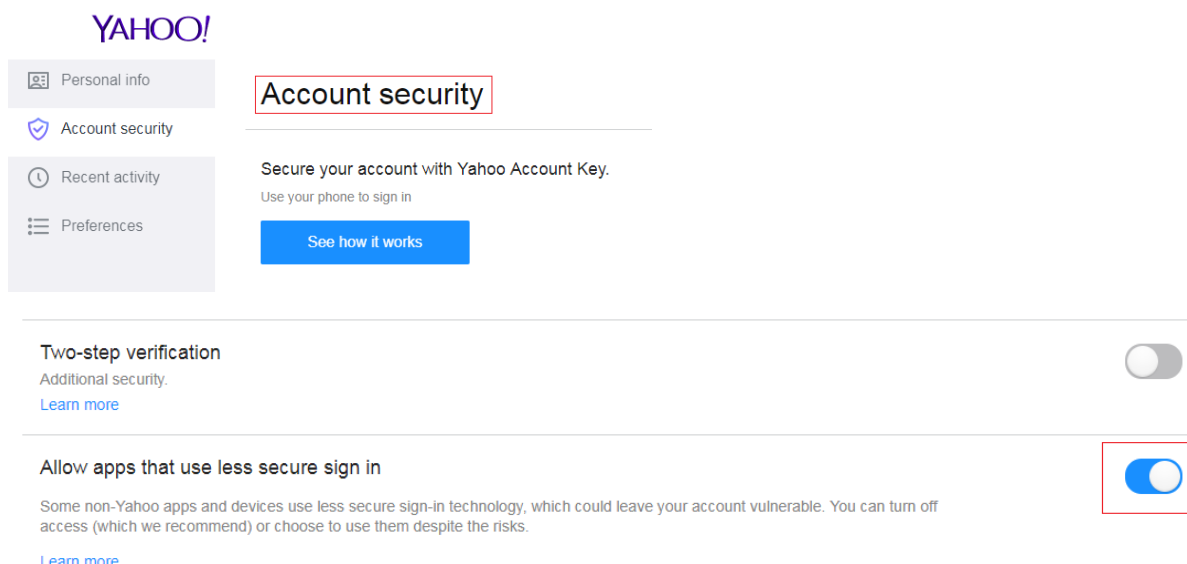 YAHOO!
Personal info
Account security
Recent activity
Preferences
Account security
Secure your account with Yahoo Account Key.
Use your phone to sign in
See how it works
Two-step verification
Additional security.
Learn more
Allow apps that use less secure sign in
Some non-Yahoo apps and devices use less secure sign-in technology, which could leave your account vulnerable. You can turn off
access (which we recommend) or choose to use them despite the risks.
Learn more